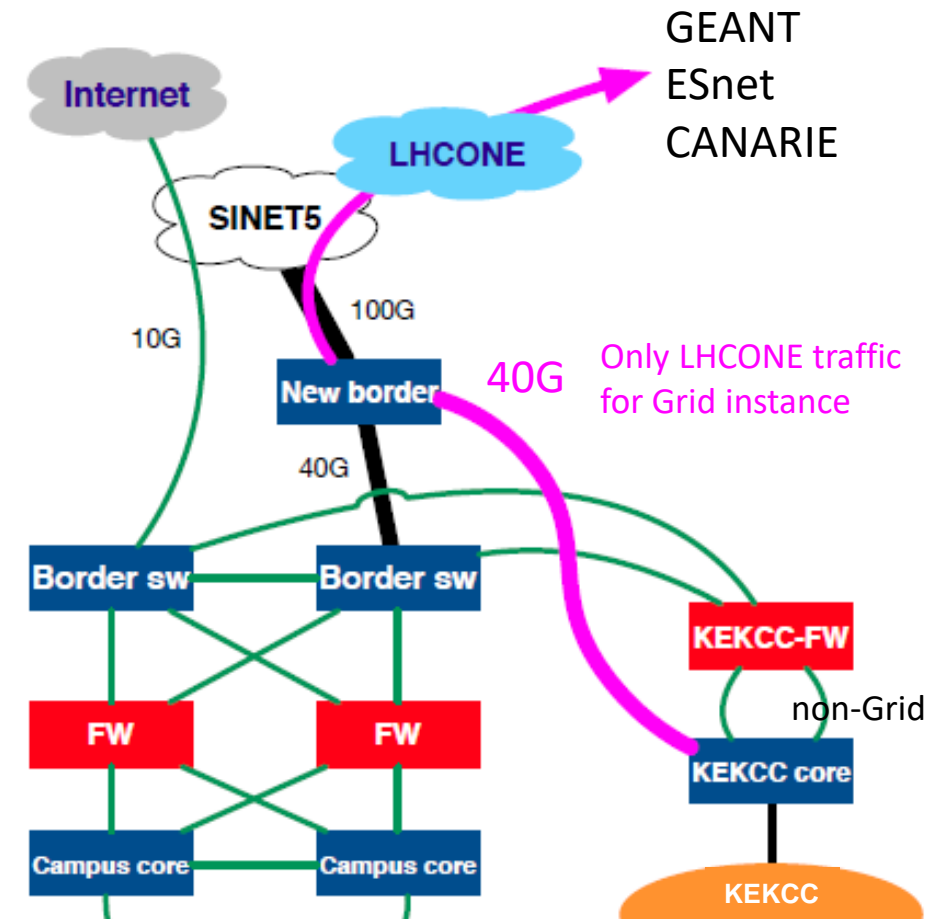 GEANT
ESnet
CANARIE
Internet
LHCONE
SINET5
100G
10G
New border
40G
Only LHCONE traffic
for Grid instance
40G
Border sw
Border sw
KEKCC-FW
FW
FW
non-Grid
KEKCC core
Campus core
Campus core
KEKCC